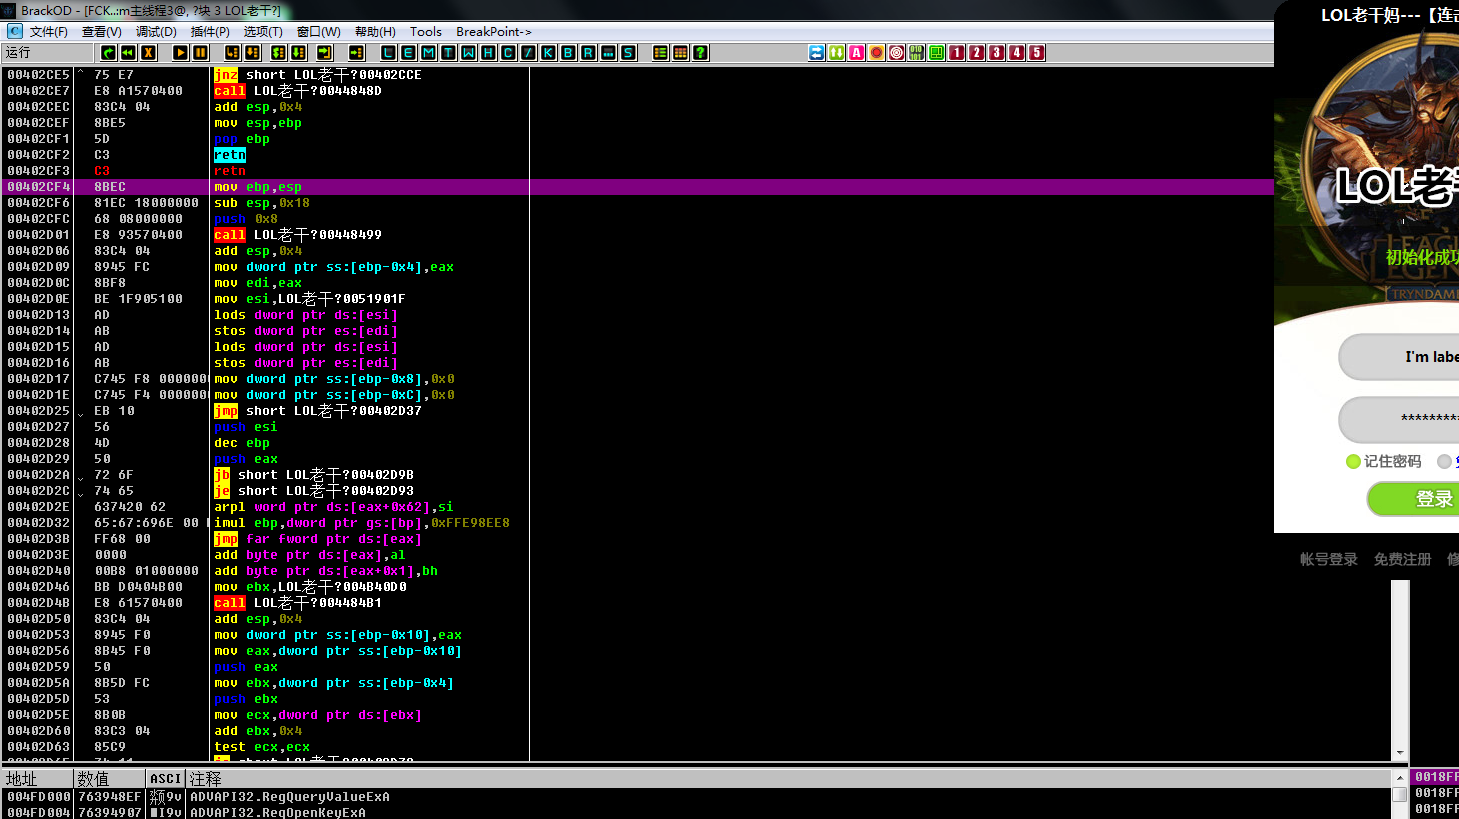 BrackOD - [FCK..:m主线程3@, ?块 3 LOL老干?]
文件(F) 查看(V) 调试(D) 插件(P) 选项(T) 窗口(W) 帮助(H) Tools BreakPoint->
运行 L E M T W H C / K B R ... S ?
A 1 2 3 4 5
00402CE5 75 E7 jnz short LOL老干?00402CCE
00402CE7 E8 A1570400 call LOL老干?0044848D
00402CEC 83C4 04 add esp,0x4
00402CEF 8BE5 mov esp,ebp
00402CF1 5D pop ebp
00402CF2 C3 retn
00402CF3 C3 retn
00402CF4 8BEC mov ebp,esp
00402CF6 81EC 18000000 sub esp,0x18
00402CFC 68 08000000 push 0x8
00402D01 E8 93570400 call LOL老干?00448499
00402D06 83C4 04 add esp,0x4
00402D09 8945 FC mov dword ptr ss:[ebp-0x4],eax
00402D0C 8BF8 mov edi,eax
00402D0E BE 1F905100 mov esi,LOL老干?0051901F
00402D13 AD lods dword ptr ds:[esi]
00402D14 AB stos dword ptr es:[edi]
00402D15 AD lods dword ptr ds:[esi]
00402D16 AB stos dword ptr es:[edi]
00402D17 C745 F8 0000000 mov dword ptr ss:[ebp-0x8],0x0
00402D1E C745 F4 0000000 mov dword ptr ss:[ebp-0xC],0x0
00402D25 EB 10 jmp short LOL老干?00402D37
00402D27 56 push esi
00402D28 4D dec ebp
00402D29 50 push eax
00402D2A 72 6F jb short LOL老干?00402D9B
00402D2C 74 65 je short LOL老干?00402D93
00402D2E 637420 62 arpl word ptr ds:[eax+0x62],si
00402D32 65:67:696E 00 imul ebp,dword ptr gs:[bp],0xFFE98EE8
00402D3B FF68 00 jmp far fword ptr ds:[eax]
00402D3E 0000 add byte ptr ds:[eax],al
00402D40 00B8 01000000 add byte ptr ds:[eax+0x1],bh
00402D46 BB D0404B00 mov ebx,LOL老干?004B40D0
00402D4B E8 61570400 call LOL老干?004484B1
00402D50 83C4 04 add esp,0x4
00402D53 8945 F0 mov dword ptr ss:[ebp-0x10],eax
00402D56 8B45 F0 mov eax,dword ptr ss:[ebp-0x10]
00402D59 50 push eax
00402D5A 8B5D FC mov ebx,dword ptr ss:[ebp-0x4]
00402D5D 53 push ebx
00402D5E 8B0B mov ecx,dword ptr ds:[ebx]
00402D60 83C3 04 add ebx,0x4
00402D63 85C9 test ecx,ecx
地址 数值 ASCI 注释
004FD000 763948EF 9v ADVAPI32.RegQueryValueExA
004FD004 76394907 I9v ADVAPI32.RegOpenKeyExA
LOL老干妈---【连
LOL老
初始化成功
LEAGUE
LEGEN
TRYNDAM
I'm labe
*********
记住密码
登录
帐号登录 免费注册
0018FF
0018FF
0018FF